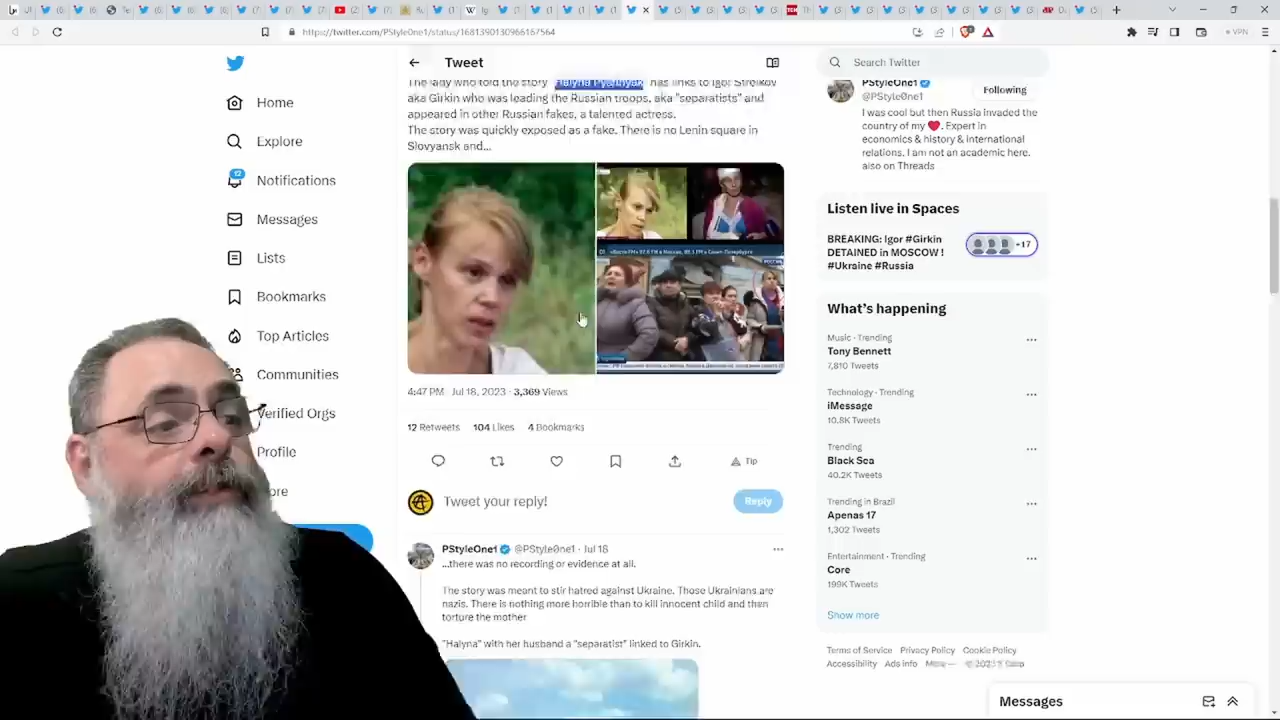 https://twitter.com/PStyle0ne1/status/1681390130966167564
VPN
Tweet
Search Twitter
Home
Explore
12
Notifications
Messages
Lists
Bookmarks
Top Articles
Communities
Verified Orgs
Profile
The lady who told the story has links to Igor
aka Girkin who was leading the Russian troops, aka "separatists" and
appeared in other Russian fakes, a talented actress.
The story was quickly exposed as a fake. There is no Lenin square in
Slovyansk and...
РОССИЯ
4:47 PM · Jul 18, 2023 · 3,369 Views
12 Retweets 104 Likes 4 Bookmarks
Tip
Tweet your reply!
Reply
PStyleOne1 @PStyle0ne1 · Jul 18
...there was no recording or evidence at all.
The story was meant to stir hatred against Ukraine. Those Ukrainians are
nazis. There is nothing more horrible than to kill innocent child and then
torture the mother
"Halyna" with her husband a "separatist" linked to Girkin.
PStyleOne1
@PStyle0ne1
Following
I was cool but then Russia invaded the
country of my ❤️. Expert in
economics & history & international
relations. I am not an academic here.
also on Threads
Listen live in Spaces
BREAKING: Igor #Girkin
DETAINED in MOSCOW !
#Ukraine #Russia
+17
What's happening
Music · Trending
Tony Bennett
7,810 Tweets
Technology · Trending
iMessage
10.8K Tweets
Trending
Black Sea
40.2K Tweets
Trending in Brazil
Apenas 17
1,302 Tweets
Entertainment · Trending
Core
199K Tweets
Show more
Terms of Service Privacy Policy Cookie Policy
Accessibility Ads info
Messages